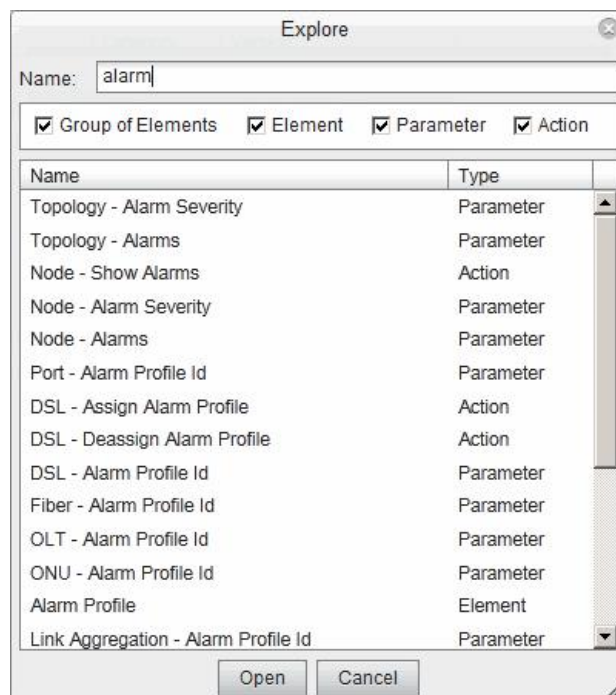 Explore
Name: alarm
Group of Elements Element Parameter Action
Name Type
Topology - Alarm Severity Parameter
Topology - Alarms Parameter
Node - Show Alarms Action
Node - Alarm Severity Parameter
Node - Alarms Parameter
Port - Alarm Profile Id Parameter
DSL - Assign Alarm Profile Action
DSL - Deassign Alarm Profile Action
DSL - Alarm Profile Id Parameter
Fiber - Alarm Profile Id Parameter
OLT - Alarm Profile Id Parameter
ONU - Alarm Profile Id Parameter
Alarm Profile Element
Link Aggregation - Alarm Profile Id Parameter
Open Cancel